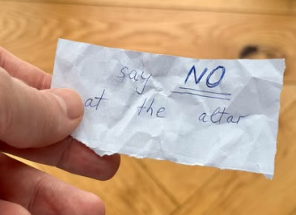 say NO
at the altar